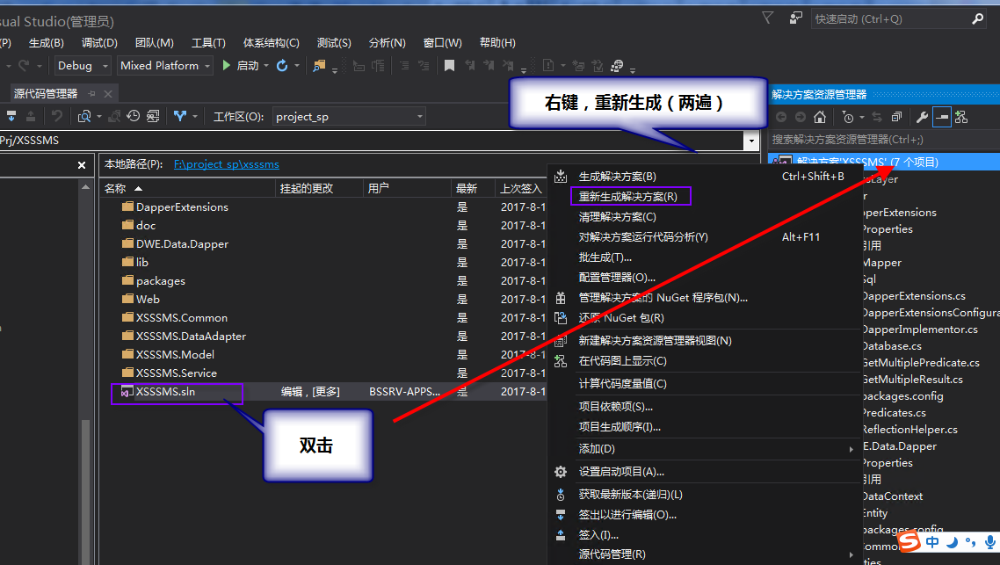 sual Studio(管理员)
快速启动 (Ctrl+Q)
(P) 生成(B) 调试(D) 团队(M) 工具(T) 体系结构(C) 测试(S) 分析(N) 窗口(W) 帮助(H)
Debug Mixed Platform 启动
源代码管理器
右键，重新生成（两遍）
解决方案资源管理器
工作区(O): project_sp
Prj/XSSSMS
搜索解决方案资源管理器(Ctrl+;)
本地路径(P): F:\project_sp\xsssms
解决方案'XSSSMS' (7 个项目)
名称 挂起的更改 用户 最新 上次签入
DapperExtensions 是 2017-8-1
doc 是 2017-8-1
DWE.Data.Dapper 是 2017-8-1
lib 是 2017-8-1
packages 是 2017-8-1
Web 是 2017-8-1
XSSSMS.Common 是 2017-8-1
XSSSMS.DataAdapter 是 2017-8-1
XSSSMS.Model 是 2017-8-1
XSSSMS.Service 是 2017-8-1
XSSSMS.sln 编辑，[更多] BSSRV-APPS... 是 2017-8-1
双击
生成解决方案(B) Ctrl+Shift+B
重新生成解决方案(R)
清理解决方案(C)
对解决方案运行代码分析(Y) Alt+F11
批生成(T)...
配置管理器(O)...
管理解决方案的 NuGet 程序包(N)...
还原 NuGet 包(R)
新建解决方案资源管理器视图(N)
在代码图上显示(C)
计算代码度量值(C)
项目依赖项(S)...
项目生成顺序(I)...
添加(D)
设置启动项目(A)...
获取最新版本(递归)(L)
签出以进行编辑(O)...
签入(I)...
源代码管理(R)
sLayer
r
perExtensions
Properties
引用
Mapper
Sql
DapperExtensions.cs
DapperExtensionsConfigura
DapperImplementor.cs
Database.cs
GetMultiplePredicate.cs
GetMultipleResult.cs
packages.config
Predicates.cs
ReflectionHelper.cs
E.Data.Dapper
Properties
引用
DataContext
Entity
packages.config
Common
ties
中